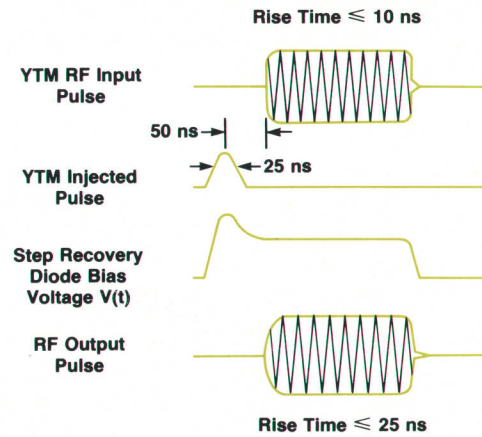 Rise Time ≤ 10 ns
YTM RF Input
Pulse
50 ns
25 ns
YTM Injected
Pulse
Step Recovery
Diode Bias
Voltage V(t)
RF Output
Pulse
Rise Time ≤ 25 ns